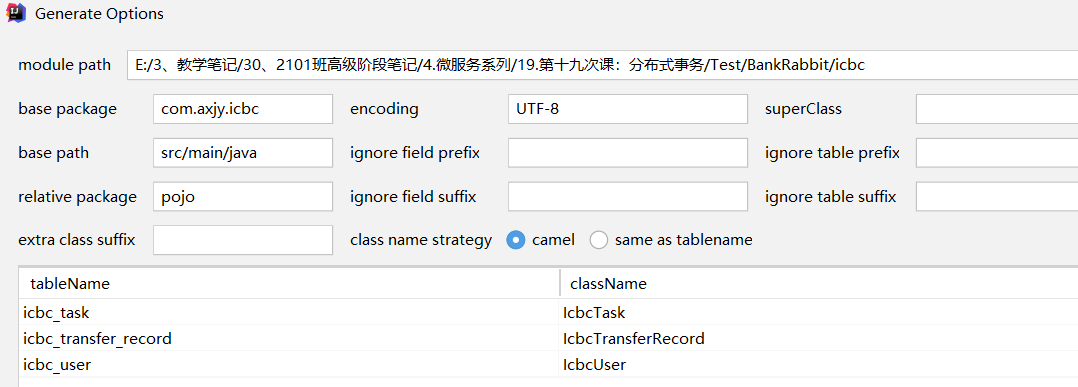 Generate Options
module path E:/3、教学笔记/30、2101班高级阶段笔记/4.微服务系列/19.第十九次课：分布式事务/Test/BankRabbit/icbc
base package com.axjy.icbc encoding UTF-8 superClass
base path src/main/java ignore field prefix ignore table prefix
relative package pojo ignore field suffix ignore table suffix
extra class suffix class name strategy camel same as tablename
tableName className
icbc_task IcbcTask
icbc_transfer_record IcbcTransferRecord
icbc_user IcbcUser